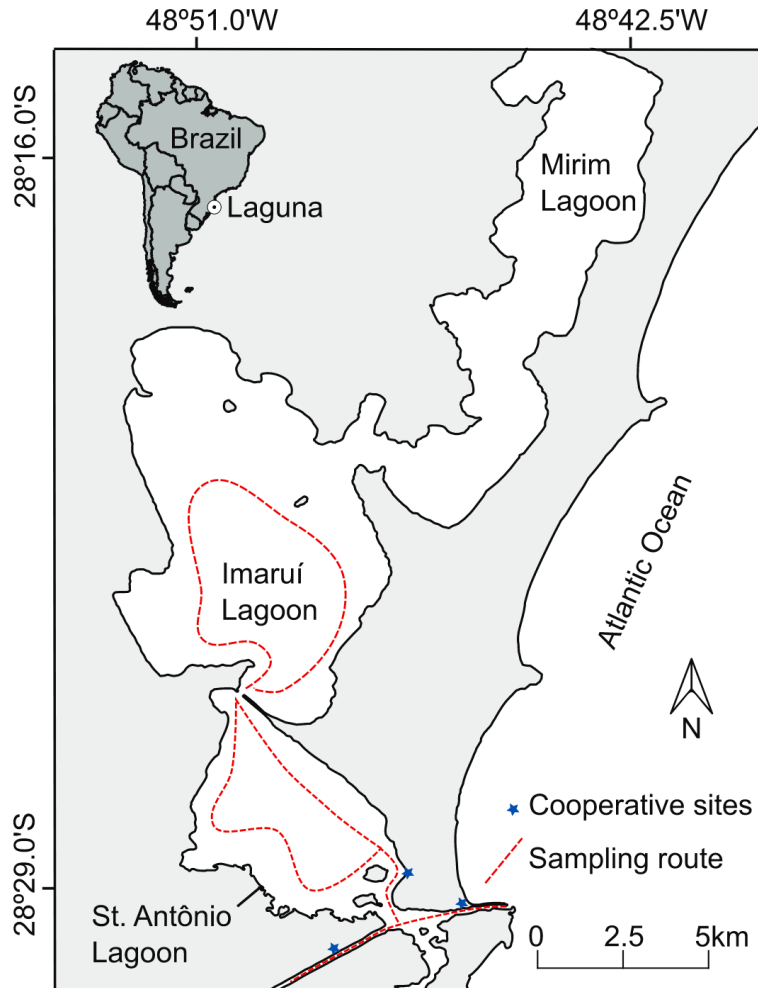 48º51.0'W
48º42.5'W
28º16.0'S
Brazil
Laguna
Mirim
Lagoon
Imaruí
Lagoon
Atlantic Ocean
N
Cooperative sites
Sampling route
28º29.0'S
St. Antônio
Lagoon
0 2.5 5km